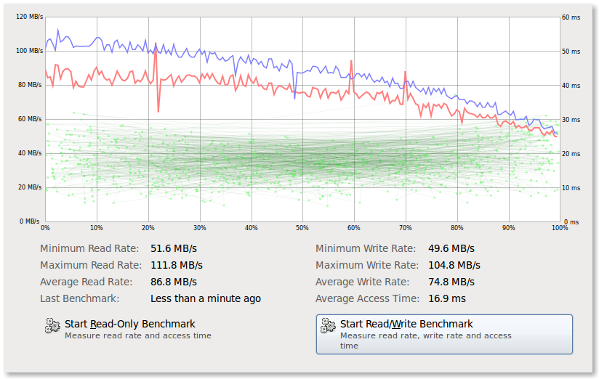 120 MB/s 60 ms
100 MB/s 50 ms
80 MB/s 40 ms
60 MB/s 30 ms
40 MB/s 20 ms
20 MB/s 10 ms
0 MB/s 0 ms
0% 10% 20% 30% 40% 50% 60% 70% 80% 90% 100%
Minimum Read Rate: 51.6 MB/s Minimum Write Rate: 49.6 MB/s
Maximum Read Rate: 111.8 MB/s Maximum Write Rate: 104.8 MB/s
Average Read Rate: 86.8 MB/s Average Write Rate: 74.8 MB/s
Last Benchmark: Less than a minute ago Average Access Time: 16.9 ms
Start Read-Only Benchmark
Measure read rate and access time
Start Read/Write Benchmark
Measure read rate, write rate and access
time